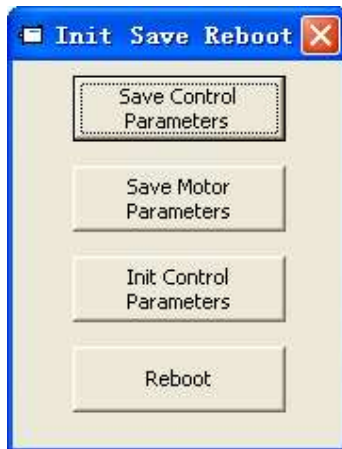 Init Save Reboot
Save Control
Parameters
Save Motor
Parameters
Init Control
Parameters
Reboot